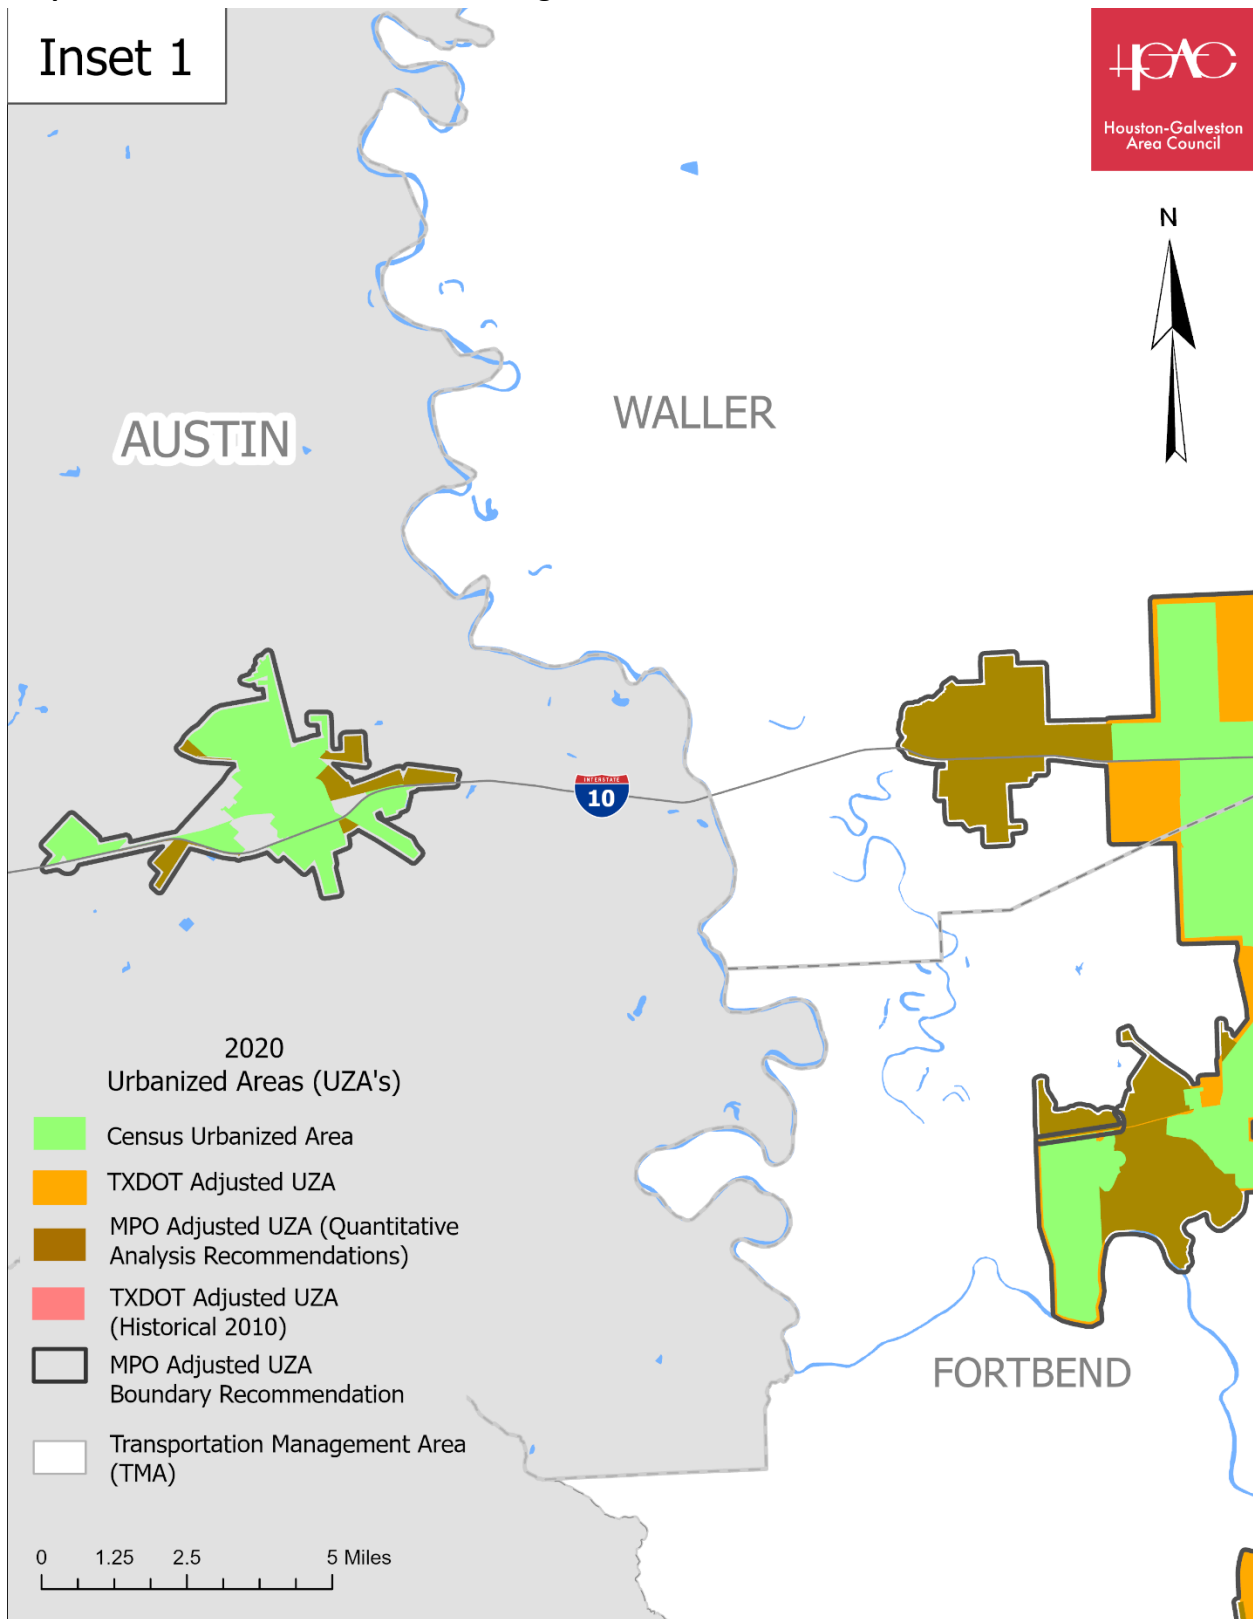 Inset 1
HGAC
Houston-Galveston
Area Council
N
WALLER
AUSTIN
INTERSTATE
10
2020
Urbanized Areas (UZA's)
Census Urbanized Area
TXDOT Adjusted UZA
MPO Adjusted UZA (Quantitative
Analysis Recommendations)
TXDOT Adjusted UZA
(Historical 2010)
MPO Adjusted UZA
Boundary Recommendation
Transportation Management Area
(TMA)
FORTBEND
0 1.25 2.5 5 Miles